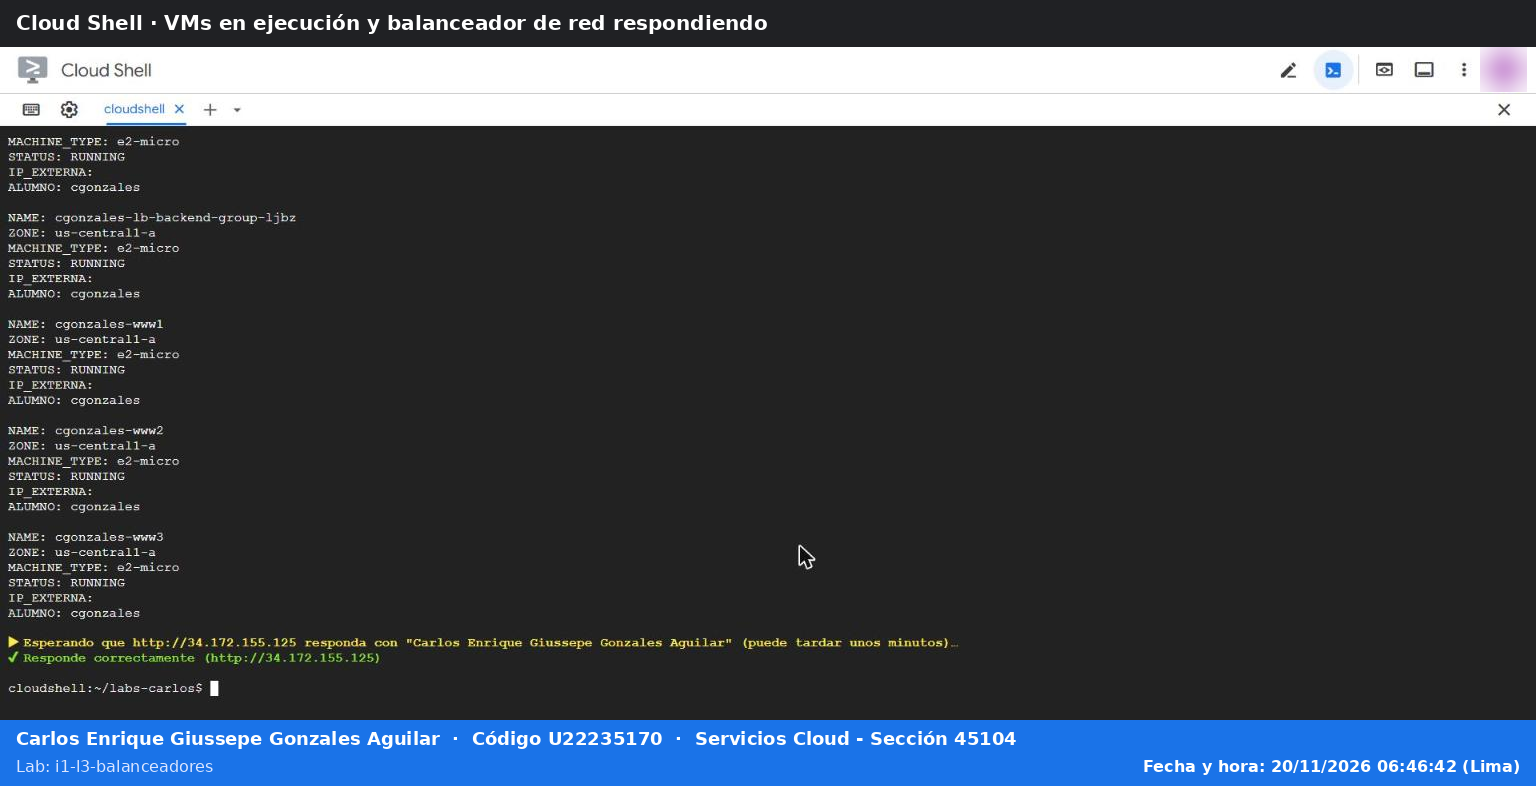 Cloud Shell · VMs en ejecución y balanceador de red respondiendo
Cloud Shell
cloudshell
MACHINE_TYPE: e2-micro
STATUS: RUNNING
IP_EXTERNA:
ALUMNO: cgonzales
NAME: cgonzales-lb-backend-group-ljbz
ZONE: us-central1-a
MACHINE_TYPE: e2-micro
STATUS: RUNNING
IP_EXTERNA:
ALUMNO: cgonzales
NAME: cgonzales-www1
ZONE: us-central1-a
MACHINE_TYPE: e2-micro
STATUS: RUNNING
IP_EXTERNA:
ALUMNO: cgonzales
NAME: cgonzales-www2
ZONE: us-central1-a
MACHINE_TYPE: e2-micro
STATUS: RUNNING
IP_EXTERNA:
ALUMNO: cgonzales
NAME: cgonzales-www3
ZONE: us-central1-a
MACHINE_TYPE: e2-micro
STATUS: RUNNING
IP_EXTERNA:
ALUMNO: cgonzales
▶ Esperando que http://34.172.155.125 responda con "Carlos Enrique Giussepe Gonzales Aguilar" (puede tardar unos minutos)…
✔ Responde correctamente (http://34.172.155.125)
cloudshell:~/labs-carlos$
Carlos Enrique Giussepe Gonzales Aguilar · Código U22235170 · Servicios Cloud - Sección 45104
Lab: i1-l3-balanceadores
Fecha y hora: 20/11/2026 06:46:42 (Lima)